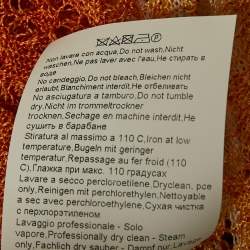 Non lavare con acqua,Do not wash,Nicht
waschen,Ne pas laver avec l'eau,Не стирать в
воде
No candeggio,Do not bleach,Bleichen nicht
erlaubt,Blanchiment interdit,Не отбеливать
No asciugatura a tamburo,Do not tumble
dry,Nicht im trommeltrockner
trocknen,Sechage en machine interdit,Не
сушить в барабане
Stiratura al massimo a 110 C,Iron at low
temperature,Bugeln mit geringer
temperatur,Repassage au fer froid (110
C),Глажка при макс. 110 градусах
Lavare a secco percloroetilene,Dryclean, pce
only,Reinigen mit perchlorethylen,Nettoyable
a sec avec perchloroetilene,Сухая чистка
с перхлорэтиленом
Lavaggio professionale - Solo
vapore,Professionally dry clean - Steam
only,Fachlich dry sauber - Dampf nur,Lavage